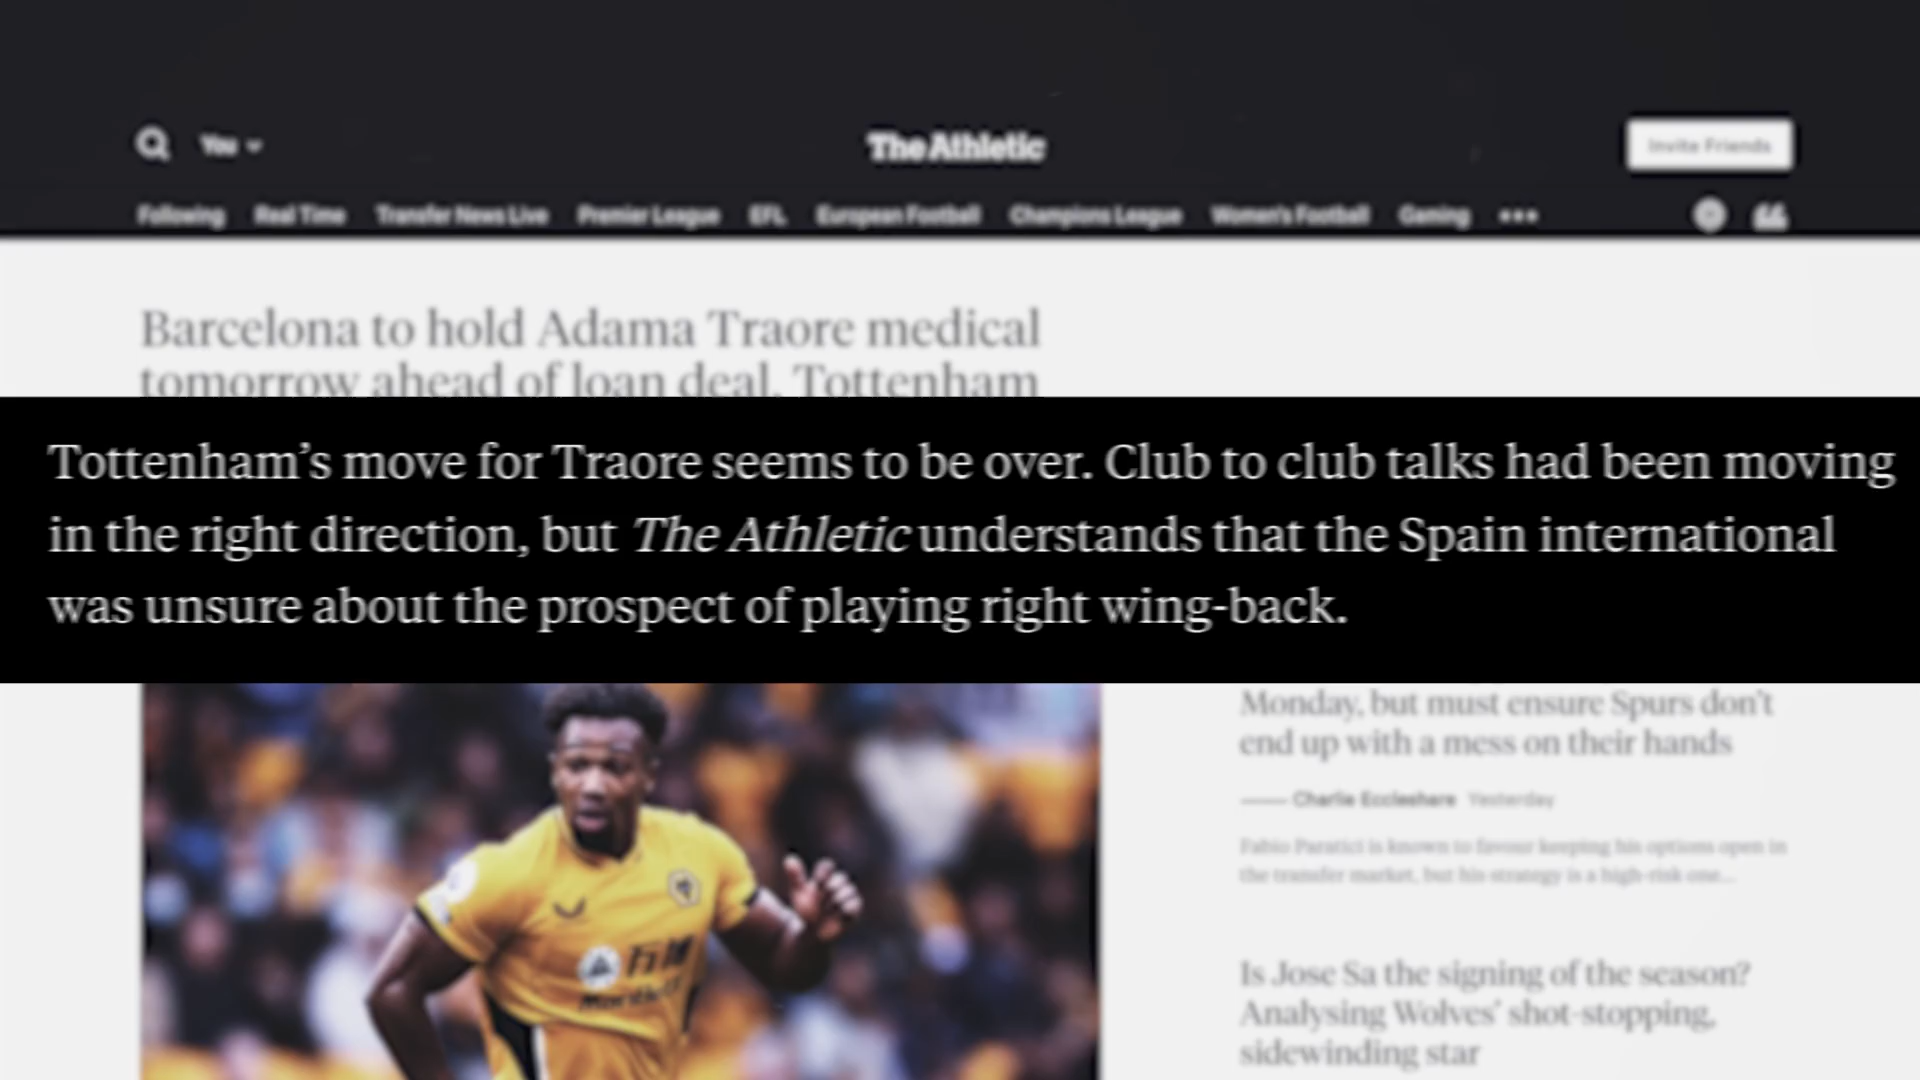 You
The Athletic
Invite Friends
Following Real Time Transfer News Live Premier League EFL European Football Champions League Women's Football Gaming
Barcelona to hold Adama Traore medical
tomorrow ahead of loan deal, Tottenham
Tottenham’s move for Traore seems to be over. Club to club talks had been moving
in the right direction, but The Athletic understands that the Spain international
was unsure about the prospect of playing right wing-back.
Monday, but must ensure Spurs don't
end up with a mess on their hands
Charlie Eccleshare Yesterday
Fabio Paratici is known to favour keeping his options open in
the transfer market, but his strategy is a high-risk one...
Is Jose Sa the signing of the season?
Analysing Wolves’ shot-stopping,
sidewinding star